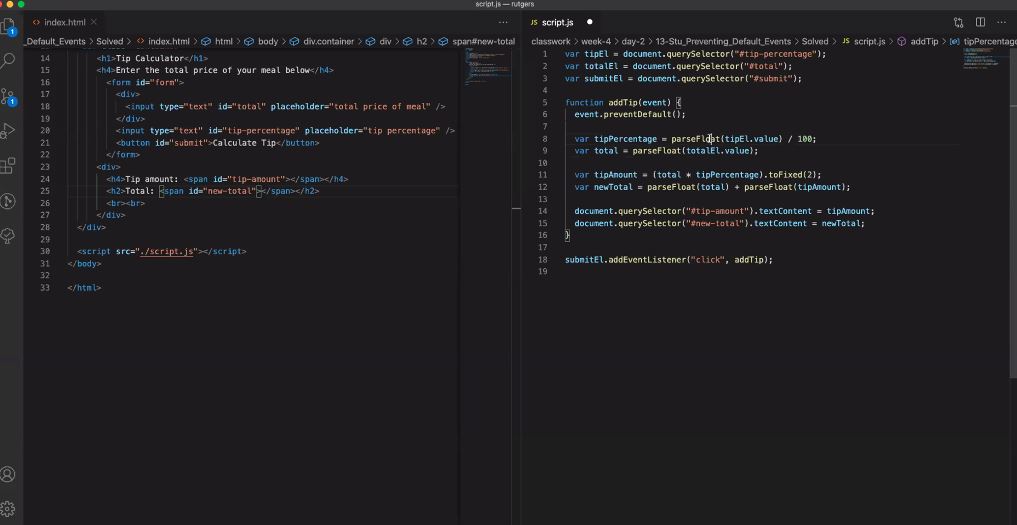 script.js — rutgers
index.html
_Default_Events > Solved > index.html > html > body > div.container > div > h2 > span#new-total
14 <h1>Tip Calculator</h1>
15 <h4>Enter the total price of your meal below</h4>
16 <form id="form">
17 <div>
18 <input type="text" id="total" placeholder="total price of meal" />
19 </div>
20 <input type="text" id="tip-percentage" placeholder="tip percentage" />
21 <button id="submit">Calculate Tip</button>
22 </form>
23 <div>
24 <h4>Tip amount: <span id="tip-amount"></span></h4>
25 <h2>Total: <span id="new-total"></span></h2>
26 <br><br>
27 </div>
28 </div>
29
30 <script src="./script.js"></script>
31 </body>
32
33 </html>
JS script.js
classwork > week-4 > day-2 > 13-Stu_Preventing_Default_Events > Solved > JS script.js > addTip > tipPercentage
1 var tipEl = document.querySelector("#tip-percentage");
2 var totalEl = document.querySelector("#total");
3 var submitEl = document.querySelector("#submit");
4
5 function addTip(event) {
6 event.preventDefault();
7
8 var tipPercentage = parseFloat(tipEl.value) / 100;
9 var total = parseFloat(totalEl.value);
10
11 var tipAmount = (total * tipPercentage).toFixed(2);
12 var newTotal = parseFloat(total) + parseFloat(tipAmount);
13
14 document.querySelector("#tip-amount").textContent = tipAmount;
15 document.querySelector("#new-total").textContent = newTotal;
16 }
17
18 submitEl.addEventListener("click", addTip);
19
1
1